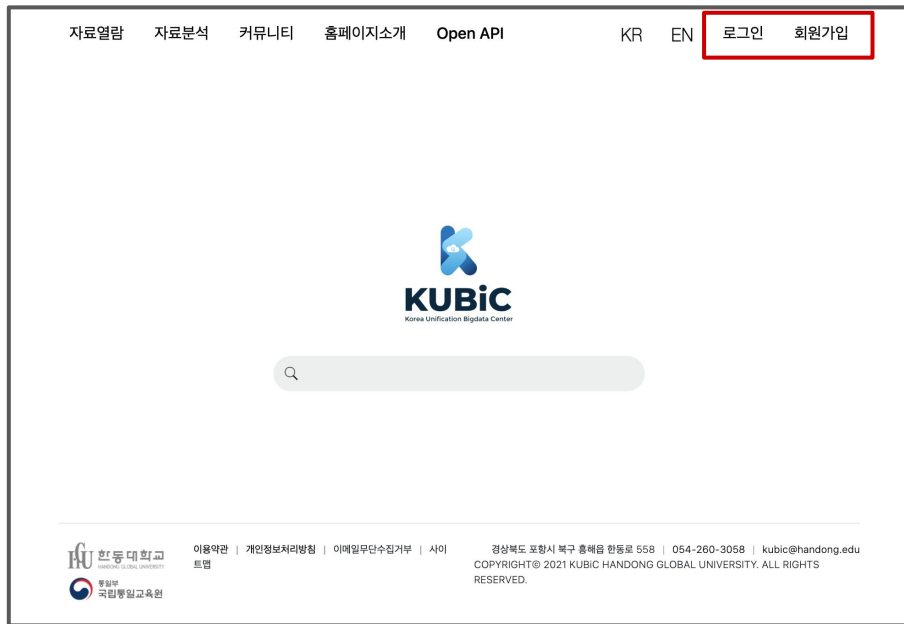 자료열람 자료분석 커뮤니티 홈페이지소개 Open API KR EN 로그인 회원가입
KUBiC
Korea Unification Bigdata Center
한동대학교
HANDONG GLOBAL UNIVERSITY
통일부
국립통일교육원
이용약관 | 개인정보처리방침 | 이메일무단수집거부 | 사이
트맵
경상북도 포항시 북구 흥해읍 한동로 558 | 054-260-3058 | kubic@handong.edu
COPYRIGHT© 2021 KUBiC HANDONG GLOBAL UNIVERSITY. ALL RIGHTS
RESERVED.